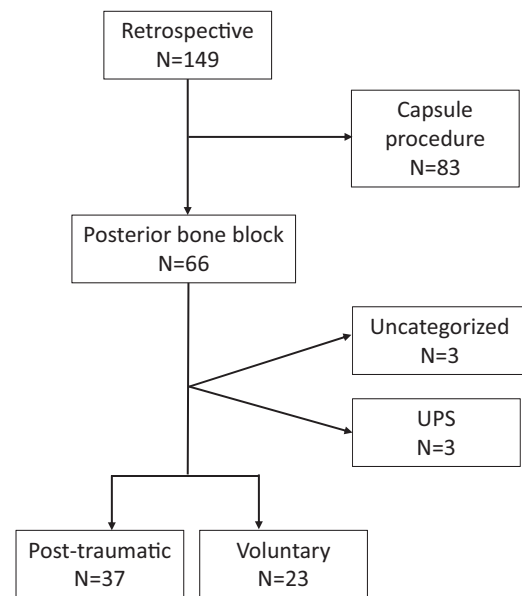 Retrospective
N=149
Capsule
procedure
N=83
Posterior bone block
N=66
Uncategorized
N=3
UPS
N=3
Post-traumatic
N=37
Voluntary
N=23